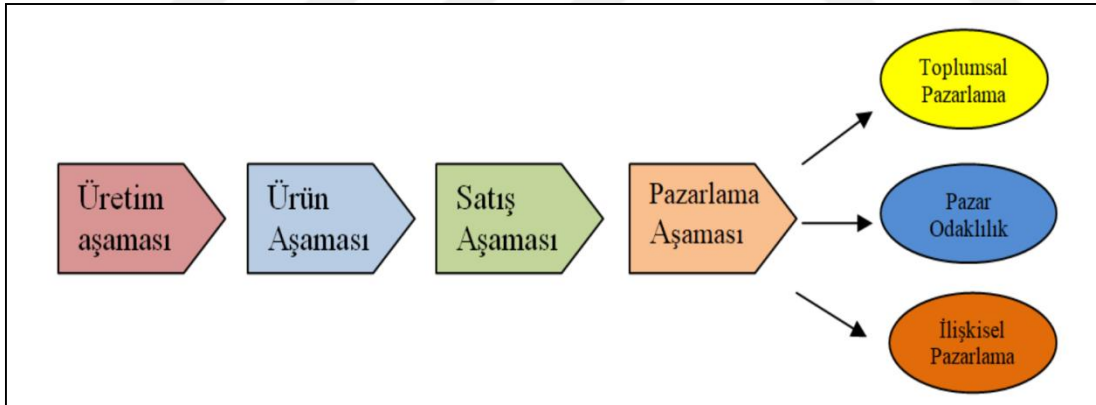 Üretim
aşaması
Ürün
Aşaması
Satış
Aşaması
Pazarlama
Aşaması
Toplumsal
Pazarlama
Pazar
Odaklılık
İlişkisel
Pazarlama